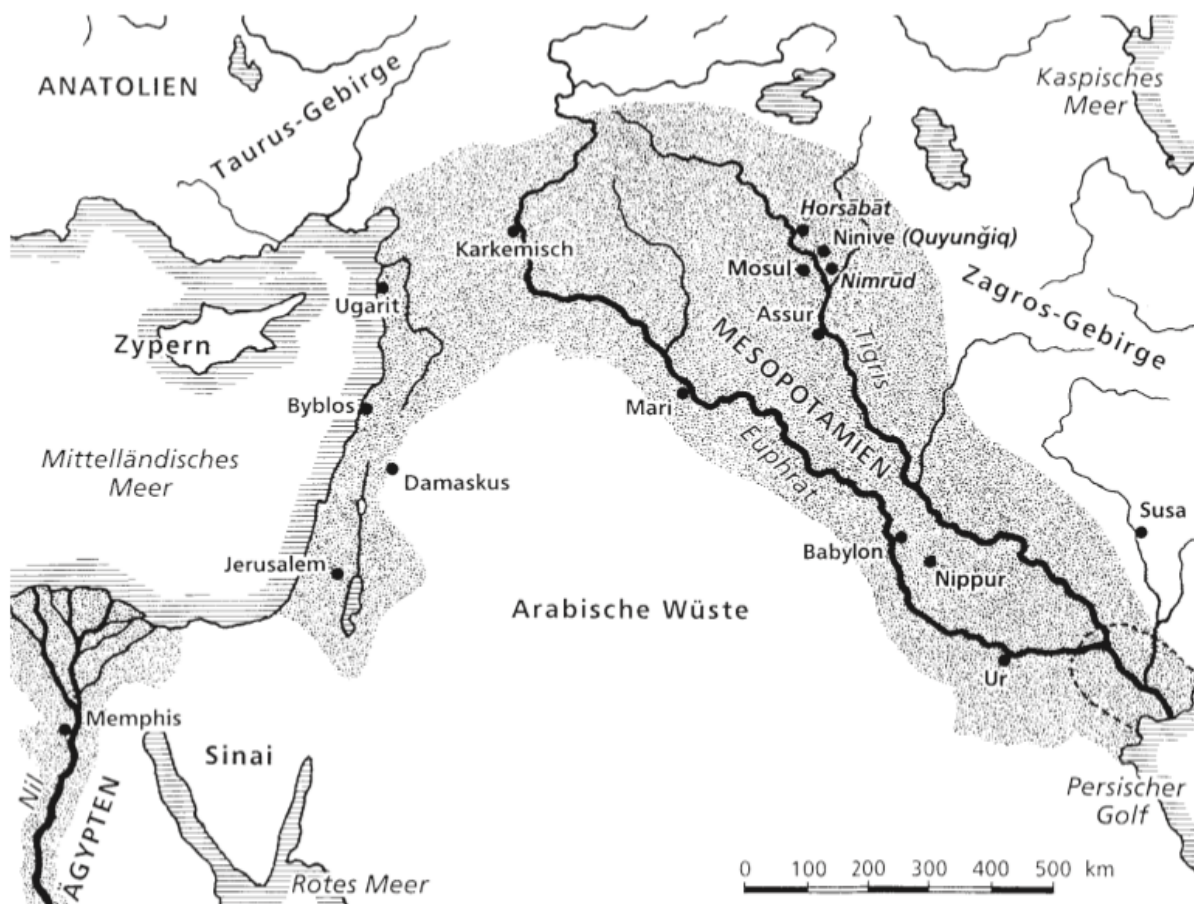 ANATOLIEN
Taurus-Gebirge
Kaspisches
Meer
Horsābāt
Ninive (Quyunǧiq)
Karkemisch
Mosul
Nimrūd
Zagros-Gebirge
Ugarit
Assur
Tigris
Zypern
MESOPOTAMIEN
Byblos
Mari
Euphrat
Mittelländisches
Meer
Damaskus
Susa
Babylon
Jerusalem
Nippur
Arabische Wüste
Ur
Memphis
Sinai
Nil
ÄGYPTEN
Persischer
Golf
Rotes Meer
0 100 200 300 400 500 km